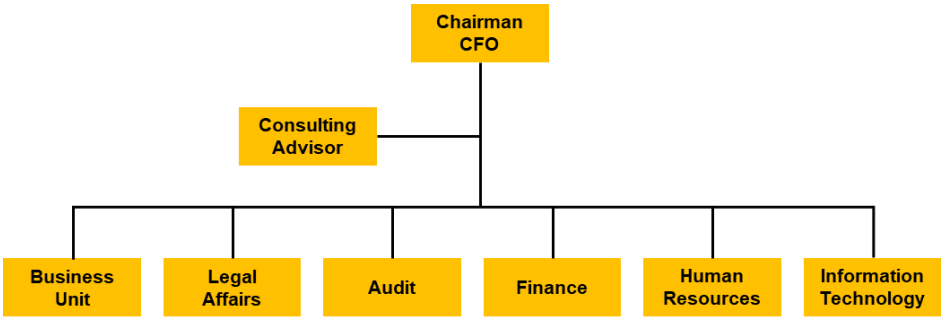 Chairman
CFO
Consulting
Advisor
Business
Unit
Legal
Affairs
Audit
Finance
Human
Resources
Information
Technology